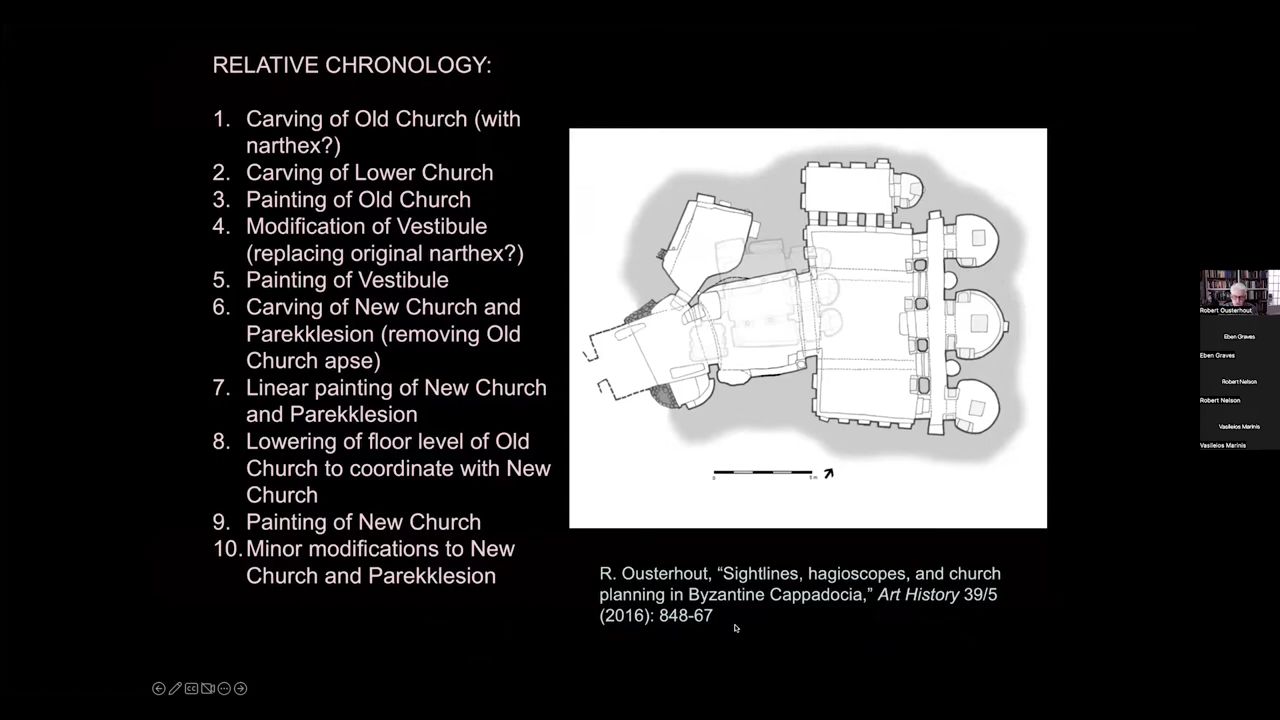 RELATIVE CHRONOLOGY:
1. Carving of Old Church (with
narthex?)
2. Carving of Lower Church
3. Painting of Old Church
4. Modification of Vestibule
(replacing original narthex?)
5. Painting of Vestibule
6. Carving of New Church and
Parekklesion (removing Old
Church apse)
7. Linear painting of New Church
and Parekklesion
8. Lowering of floor level of Old
Church to coordinate with New
Church
9. Painting of New Church
10. Minor modifications to New
Church and Parekklesion
R. Ousterhout, “Sightlines, hagioscopes, and church
planning in Byzantine Cappadocia,” Art History 39/5
(2016): 848-67
Robert Ousterhout
Eben Graves
Eben Graves
Robert Nelson
Robert Nelson
Vasileios Marinis
Vasileios Marinis
CC